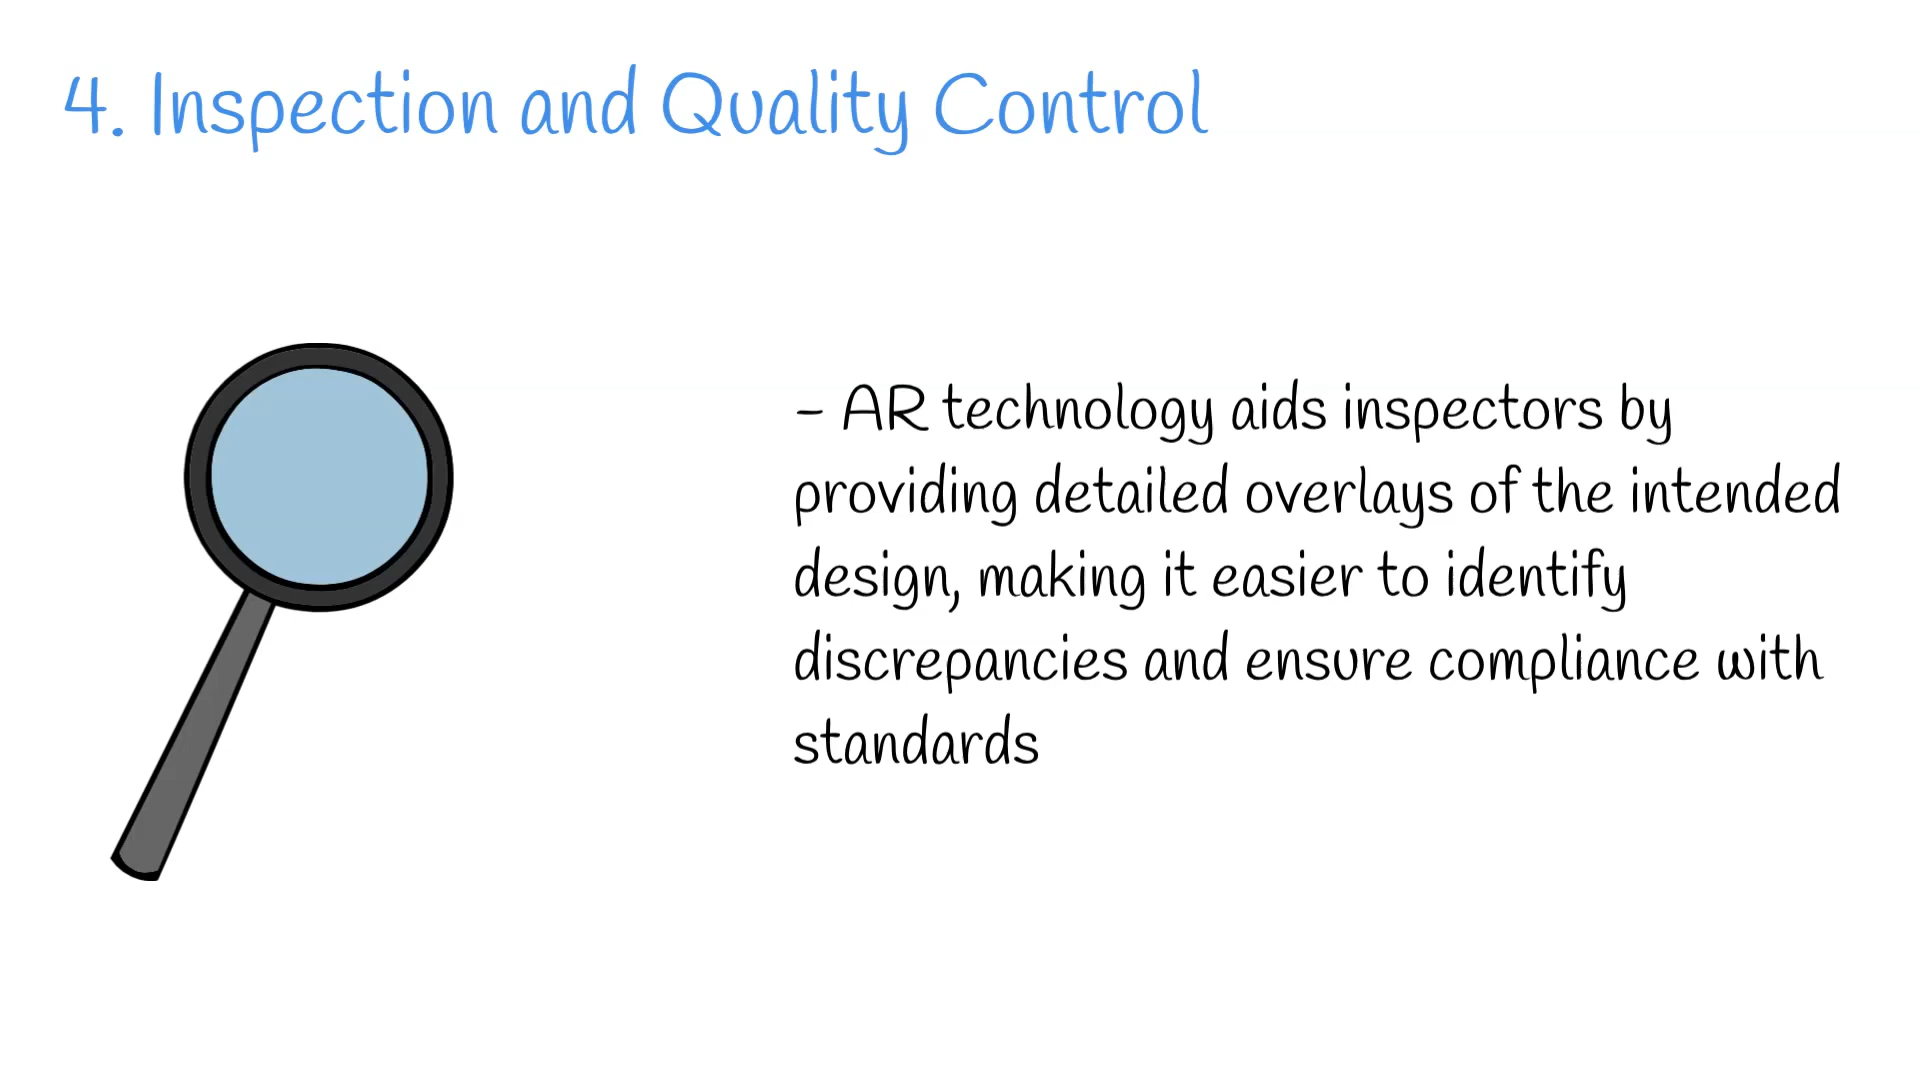 4. Inspection and Quality Control
- AR technology aids inspectors by
providing detailed overlays of the intended
design, making it easier to identify
discrepancies and ensure compliance with
standards